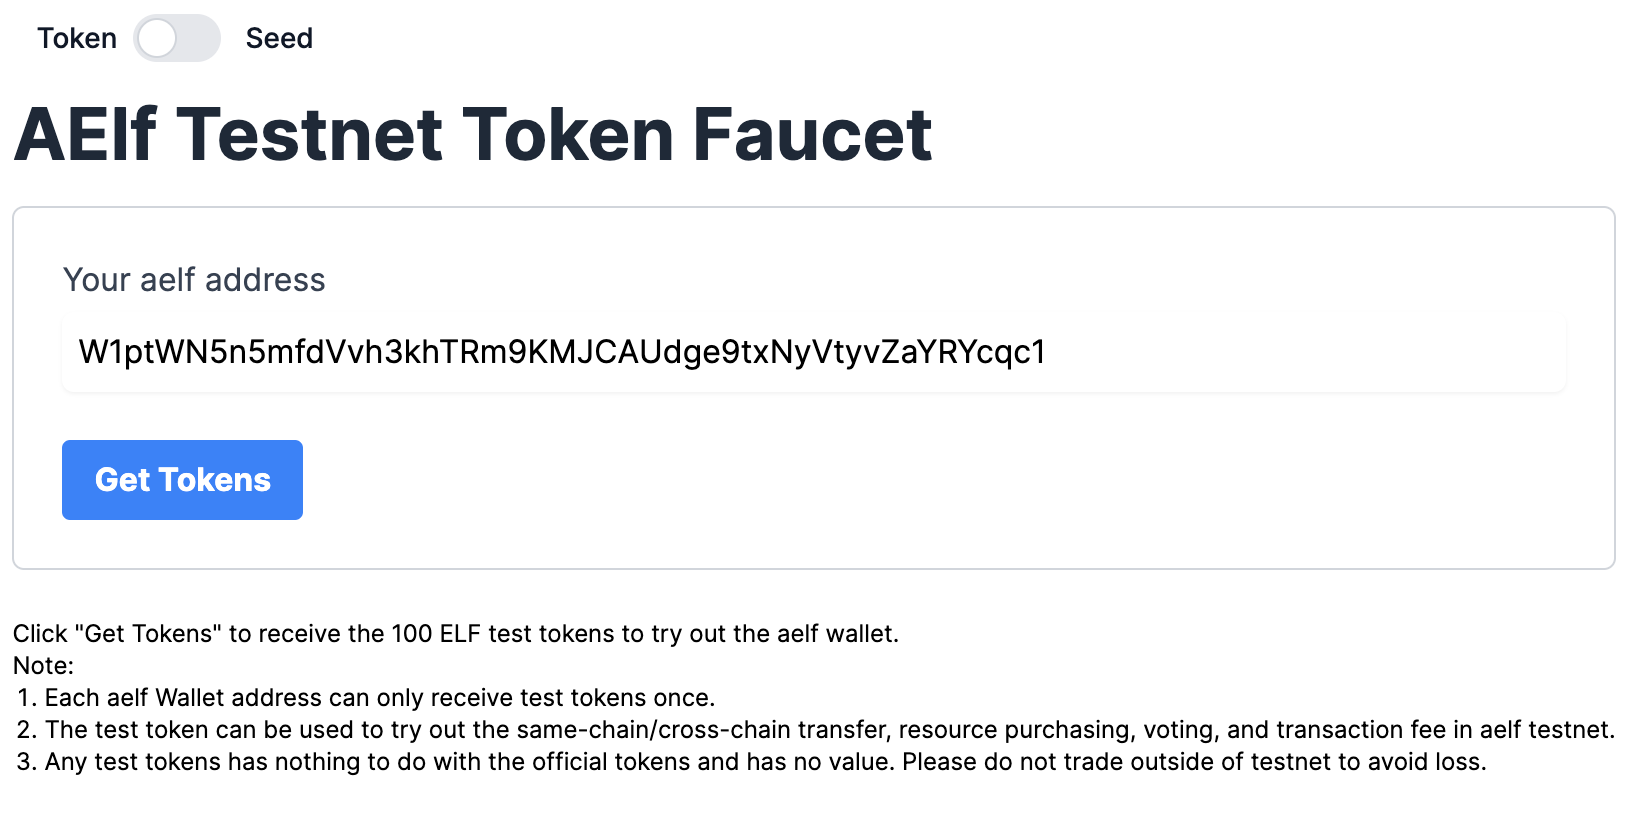 Token Seed
AElf Testnet Token Faucet
Your aelf address
W1ptWN5n5mfdVvh3khTRm9KMJCAUdge9txNyVtyvZaYRYcqc1
Get Tokens
Click "Get Tokens" to receive the 100 ELF test tokens to try out the aelf wallet.
Note:
1. Each aelf Wallet address can only receive test tokens once.
2. The test token can be used to try out the same-chain/cross-chain transfer, resource purchasing, voting, and transaction fee in aelf testnet.
3. Any test tokens has nothing to do with the official tokens and has no value. Please do not trade outside of testnet to avoid loss.